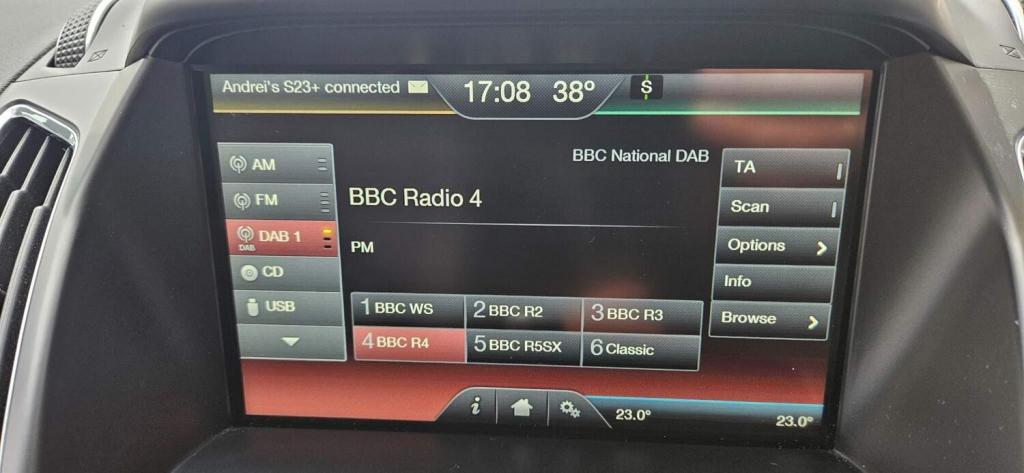 Andrei's S23+ connected
17:08 38°
S
AM
FM
DAB 1
DAB
CD
USB
BBC National DAB
BBC Radio 4
PM
1 BBC WS
2 BBC R2
3 BBC R3
4 BBC R4
5 BBC R5SX
6 Classic
TA
Scan
Options
Info
Browse
i
23.0°
23.0°